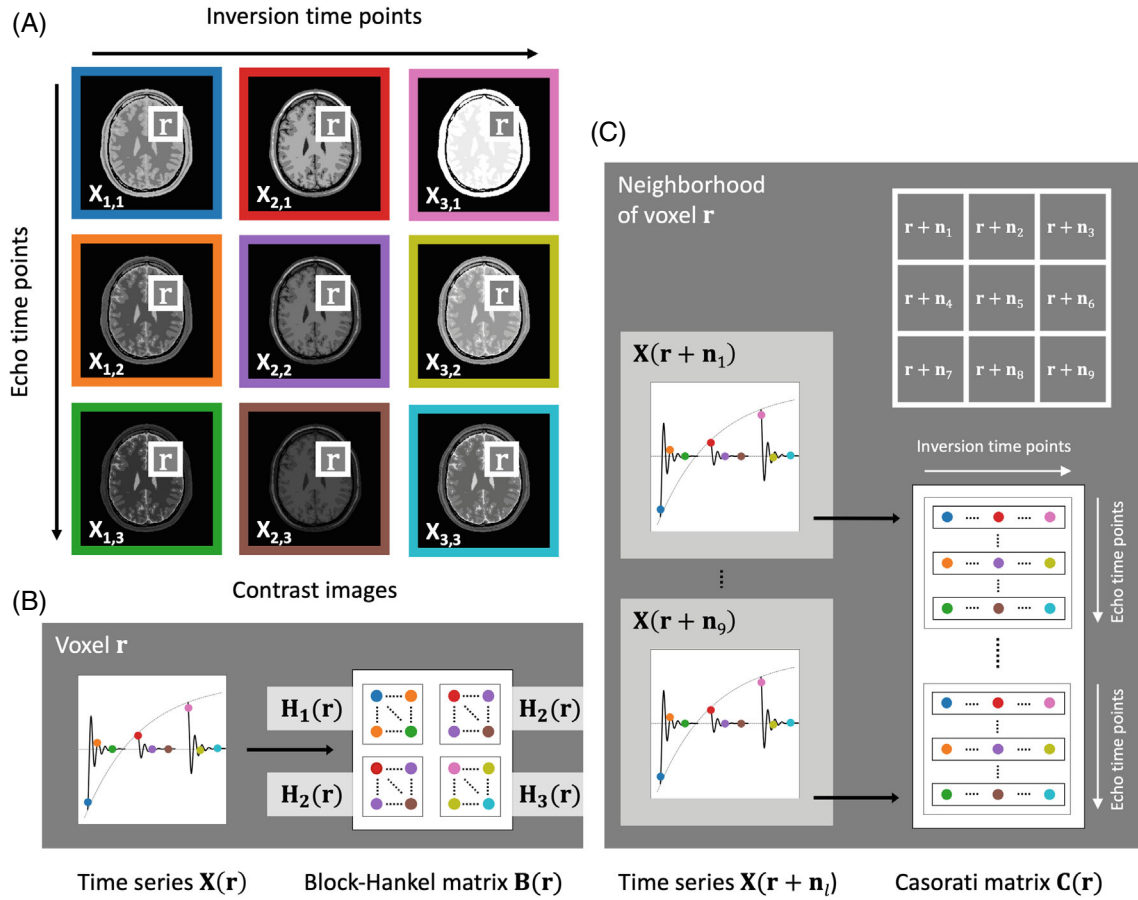 (A)
Inversion time points
Echo time points
r
X1,1
r
X2,1
r
X3,1
r
X1,2
r
X2,2
r
X3,2
r
X1,3
r
X2,3
r
X3,3
Contrast images
(B)
Voxel r
H1(r)
H2(r)
H2(r)
H3(r)
Time series X(r)
Block-Hankel matrix B(r)
(C)
Neighborhood
of voxel r
r + n1
r + n2
r + n3
r + n4
r + n5
r + n6
r + n7
r + n8
r + n9
X(r + n1)
X(r + n9)
Inversion time points
Echo time points
Echo time points
Time series X(r + nl)
Casorati matrix C(r)